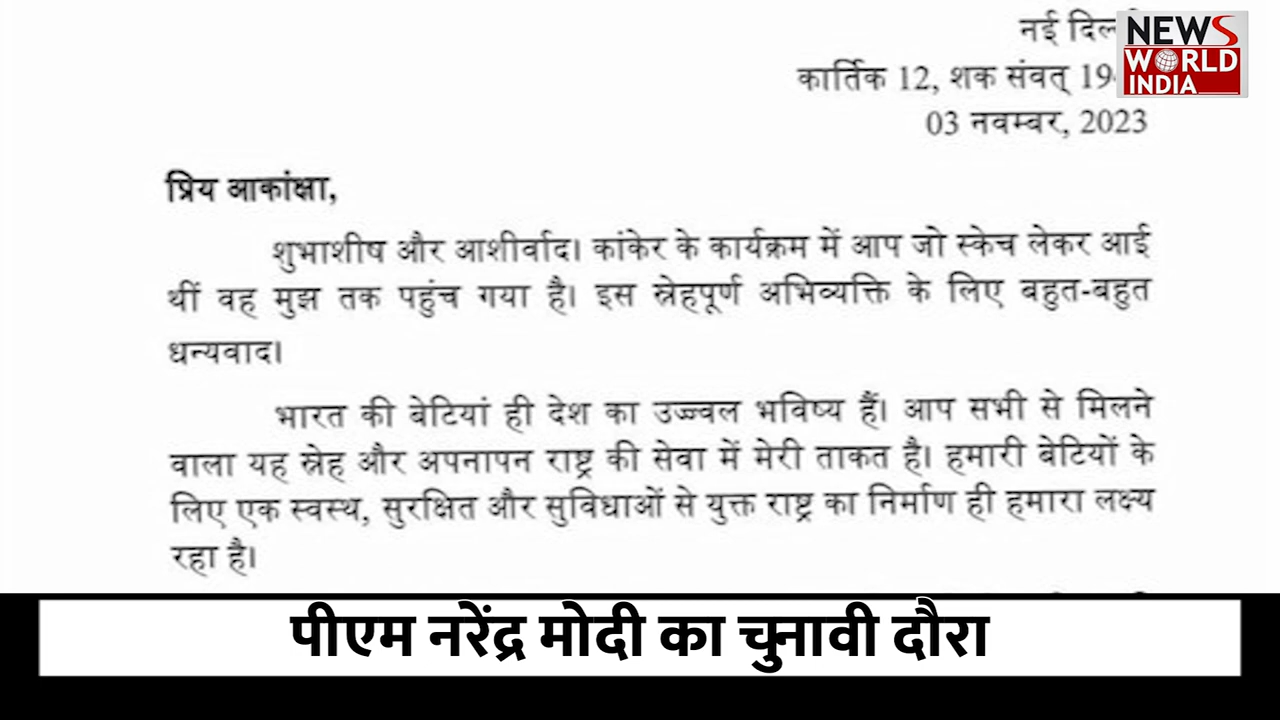 नई
NEWS
WORLD
INDIA
कार्तिक 12, शक संवत्
03 नवम्बर, 2023
प्रिय आकांक्षा,
शुभाशीष और आशीर्वाद। कांकेर के कार्यक्रम में आप जो स्केच लेकर आई
थीं वह मुझ तक पहुंच गया है। इस स्नेहपूर्ण अभिव्यक्ति के लिए बहुत-बहुत
धन्यवाद।
भारत की बेटियां ही देश का उज्ज्वल भविष्य हैं। आप सभी से मिलने
वाला यह स्नेह और अपनापन राष्ट्र की सेवा में मेरी ताकत है। हमारी बेटियों के
लिए एक स्वस्थ, सुरक्षित और सुविधाओं से युक्त राष्ट्र का निर्माण ही हमारा लक्ष्य
रहा है।
पीएम नरेंद्र मोदी का चुनावी दौरा